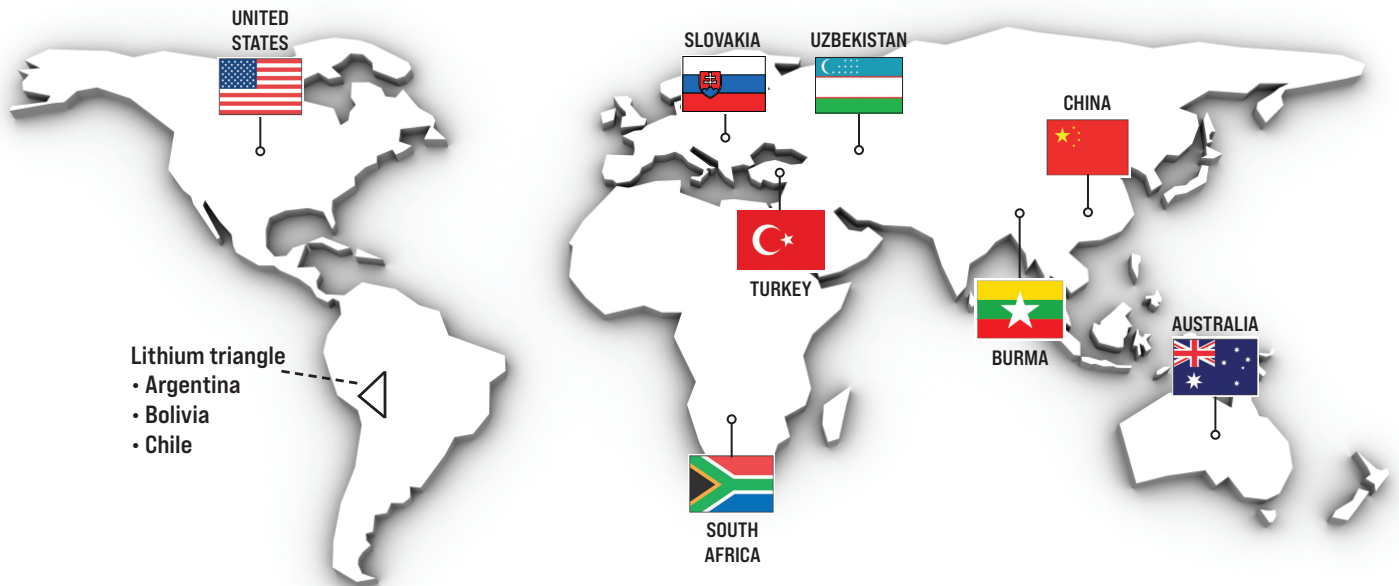 UNITED
STATES
SLOVAKIA
UZBEKISTAN
CHINA
TURKEY
BURMA
AUSTRALIA
Lithium triangle
• Argentina
• Bolivia
• Chile
SOUTH
AFRICA